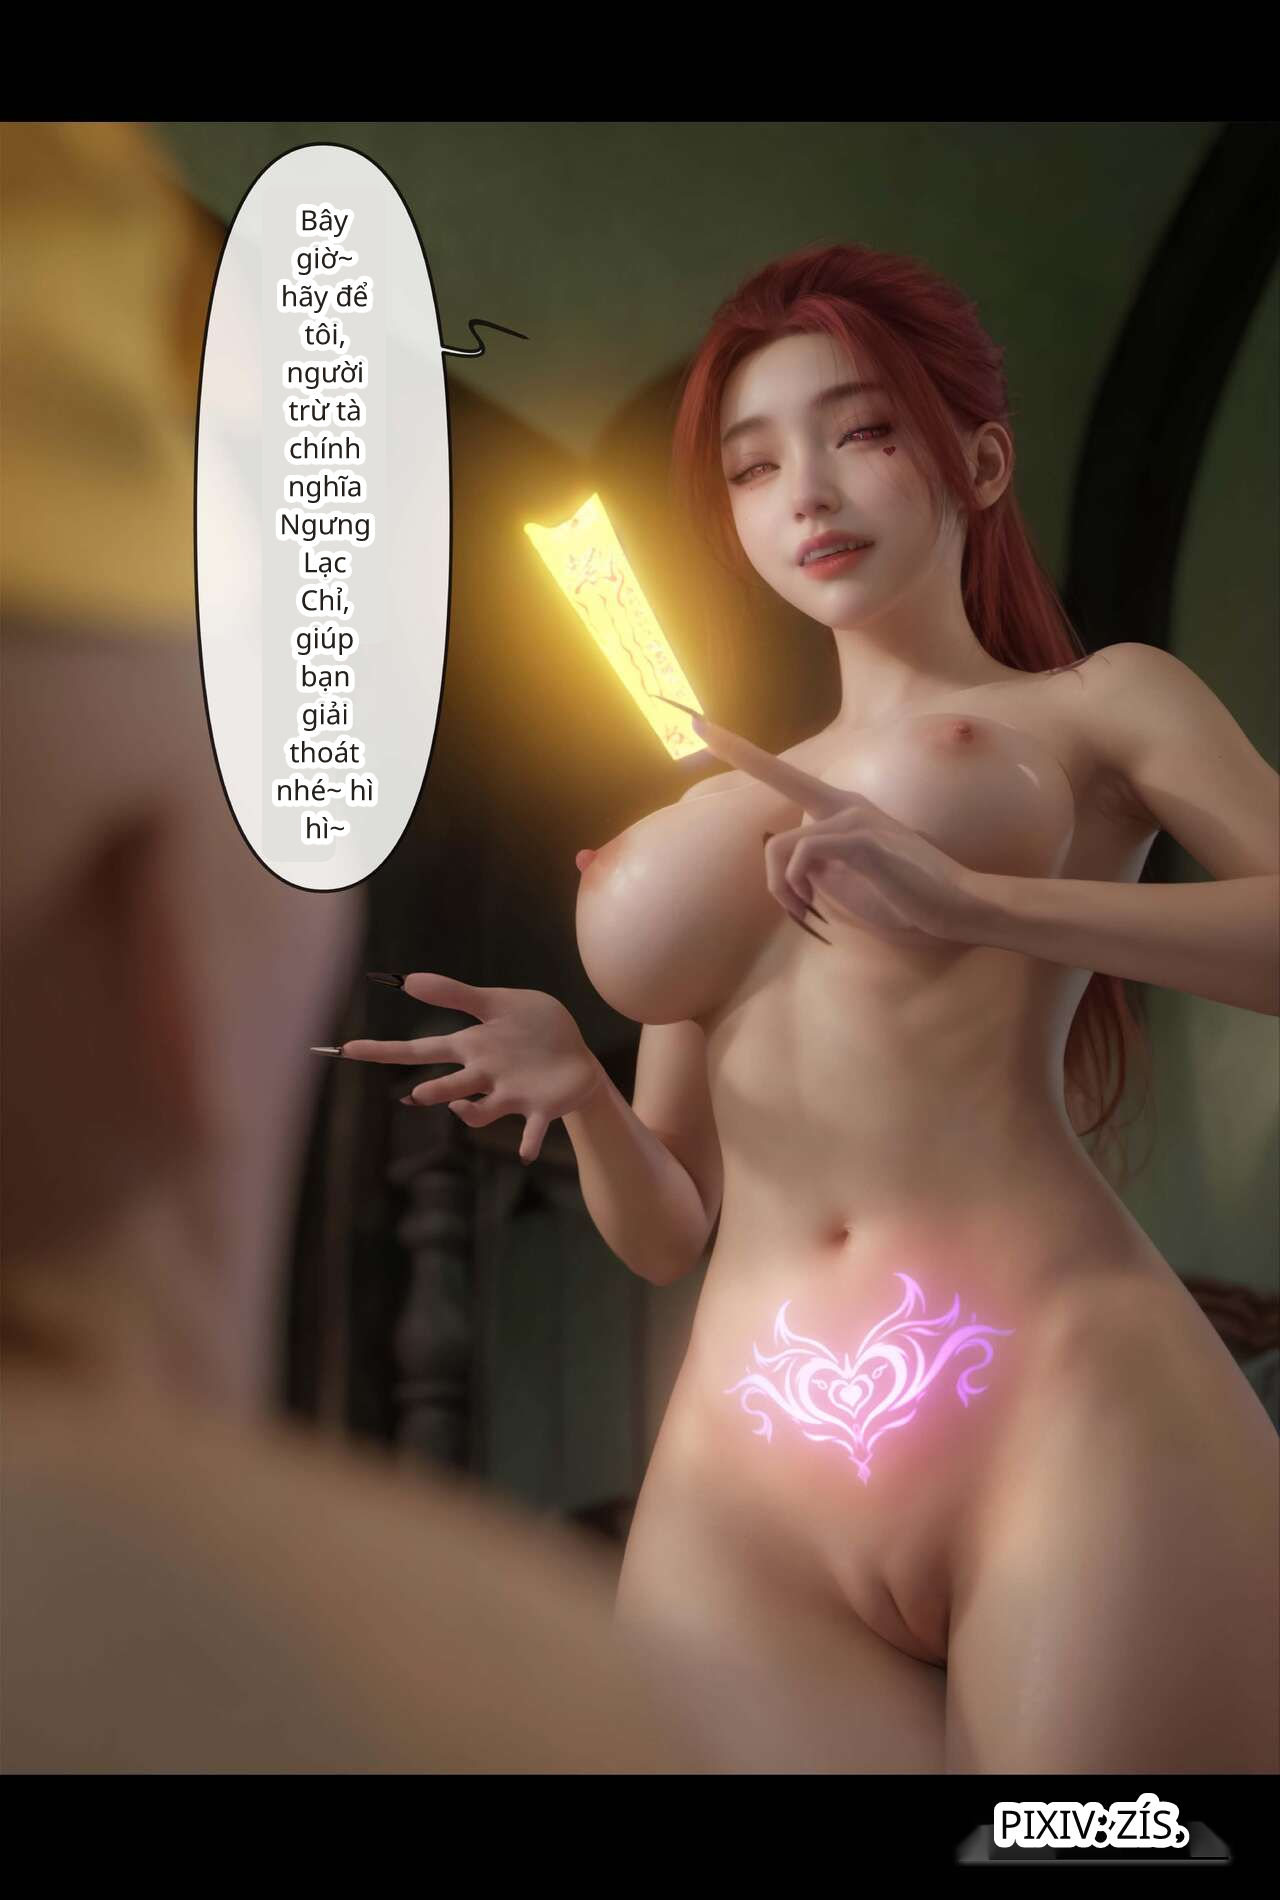 Bây
giờ~
hãy để
tôi,
người
trừ tà
chính
nghĩa
Ngưng
Lạc
Chỉ,
giúp
bạn
giải
thoát
nhé~ hì
hì~
PIXIV:ZÍS,